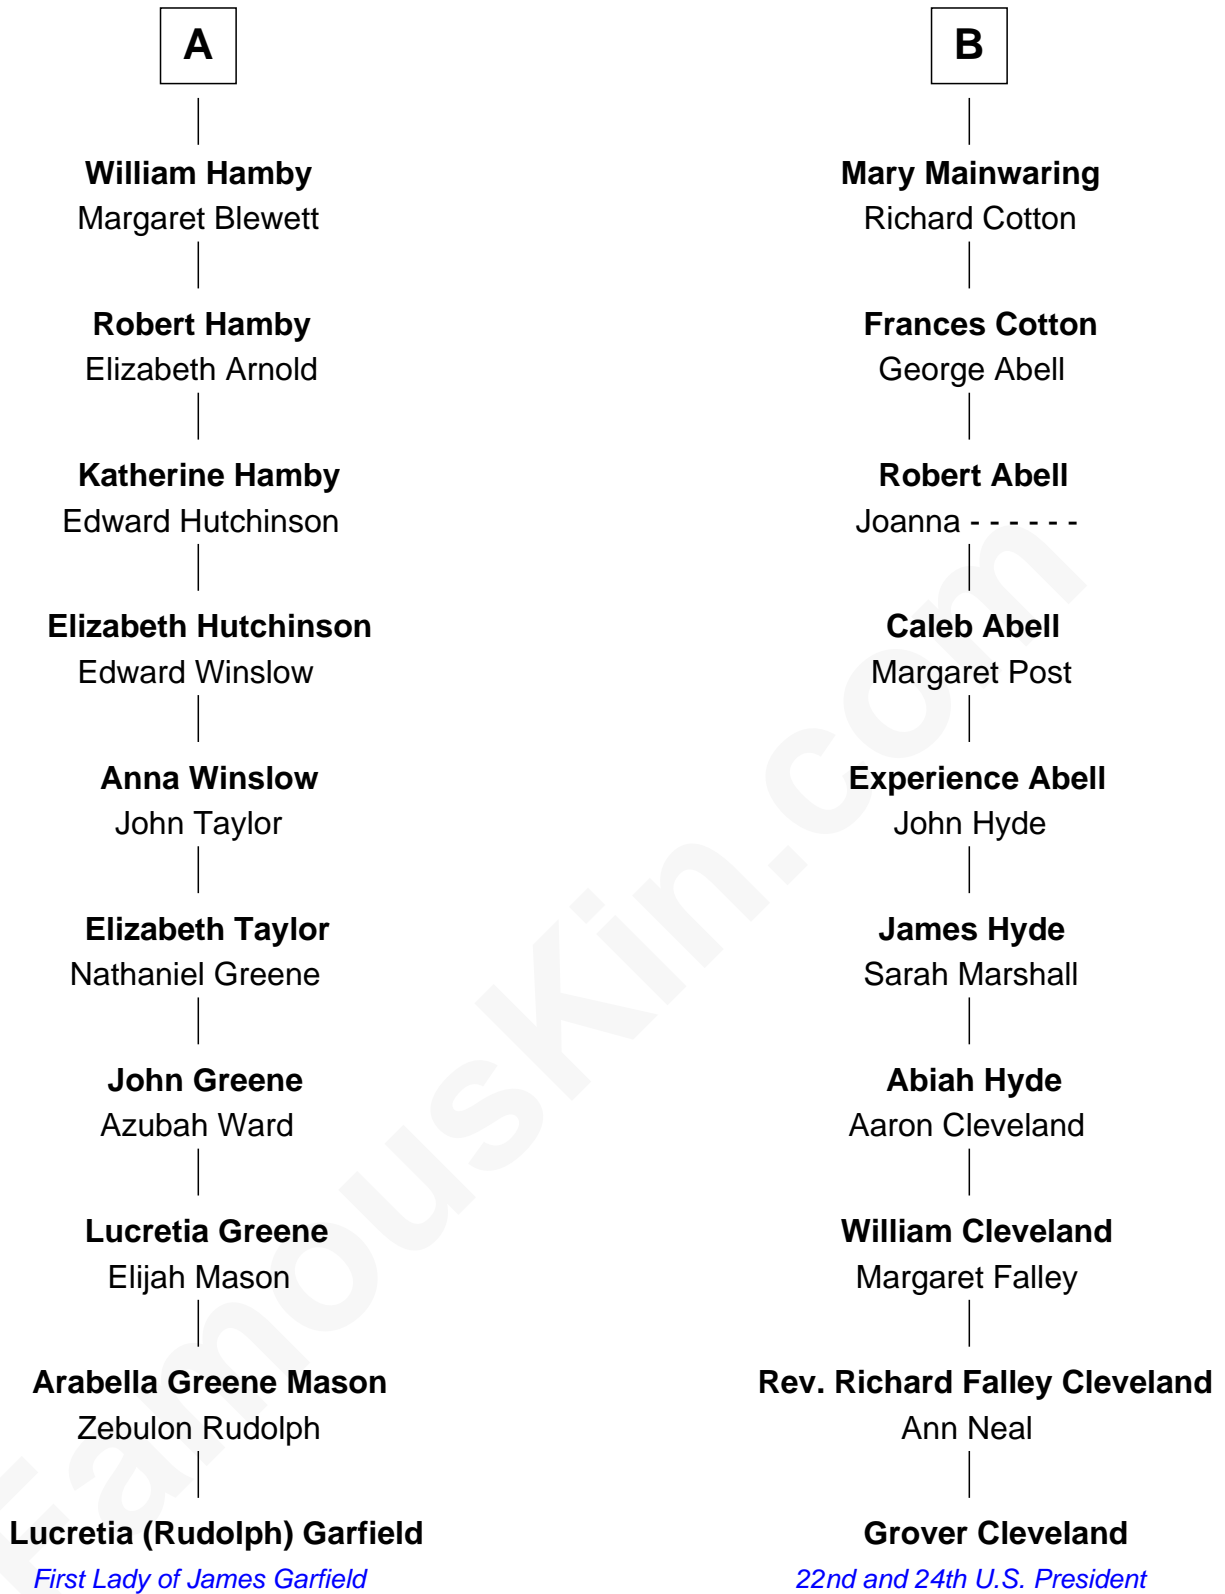 A
William Hamby
Margaret Blewett
Robert Hamby
Elizabeth Arnold
Katherine Hamby
Edward Hutchinson
Elizabeth Hutchinson
Edward Winslow
Anna Winslow
John Taylor
Elizabeth Taylor
Nathaniel Greene
John Greene
Azubah Ward
Lucretia Greene
Elijah Mason
Arabella Greene Mason
Zebulon Rudolph
Lucretia (Rudolph) Garfield
First Lady of James Garfield
B
Mary Mainwaring
Richard Cotton
Frances Cotton
George Abell
Robert Abell
Joanna - - - - - -
Caleb Abell
Margaret Post
Experience Abell
John Hyde
James Hyde
Sarah Marshall
Abiah Hyde
Aaron Cleveland
William Cleveland
Margaret Falley
Rev. Richard Falley Cleveland
Ann Neal
Grover Cleveland
22nd and 24th U.S. President
FamousKin.com